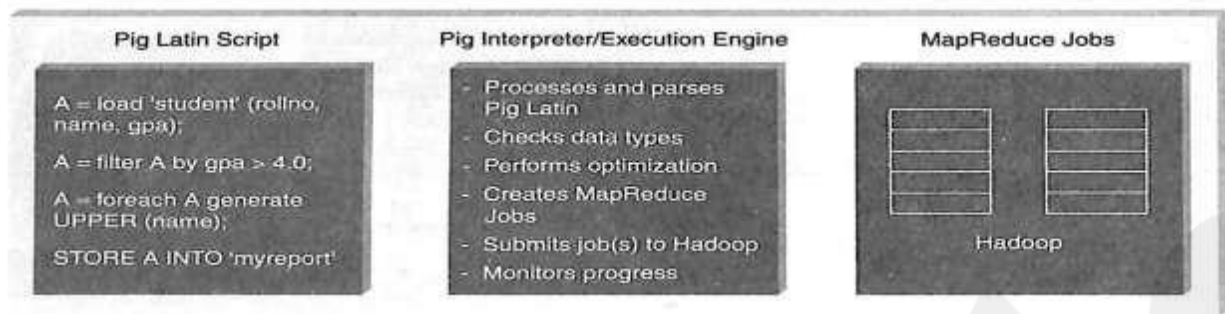 Pig Latin Script
A = load 'student' (rollno,
name, gpa);
A = filter A by gpa > 4.0;
A = foreach A generate
UPPER (name);
STORE A INTO 'myreport'
Pig Interpreter/Execution Engine
- Processes and parses
Pig Latin
- Checks data types
- Performs optimization
- Creates MapReduce
Jobs
- Submits job(s) to Hadoop
- Monitors progress
MapReduce Jobs
Hadoop